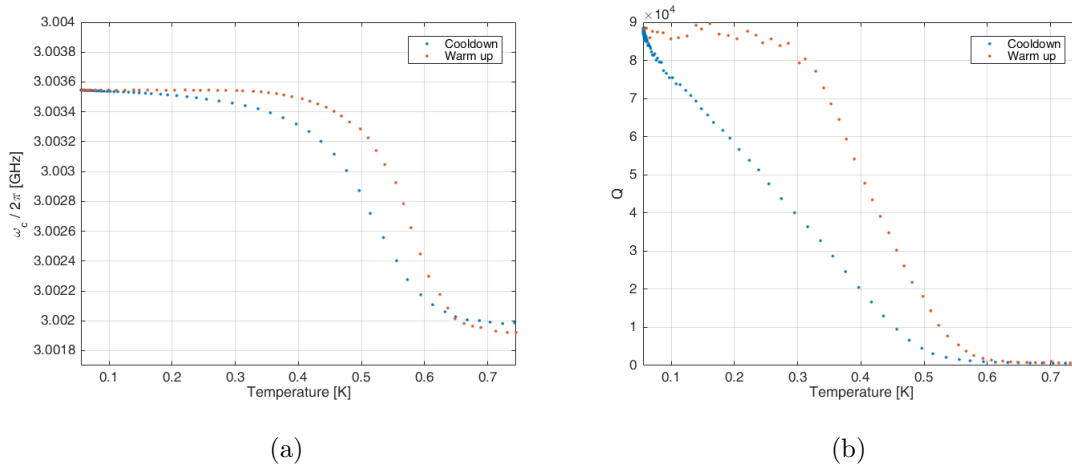 3.004
3.0038
3.0036
3.0034
3.0032
3.003
3.0028
3.0026
3.0024
3.0022
3.002
3.0018
ω_c / 2π [GHz]
0.1 0.2 0.3 0.4 0.5 0.6 0.7
Temperature [K]
Cooldown
Warm up
(a)
× 10^4
9
8
7
6
5
4
3
2
1
0
Q
0.1 0.2 0.3 0.4 0.5 0.6 0.7
Temperature [K]
Cooldown
Warm up
(b)